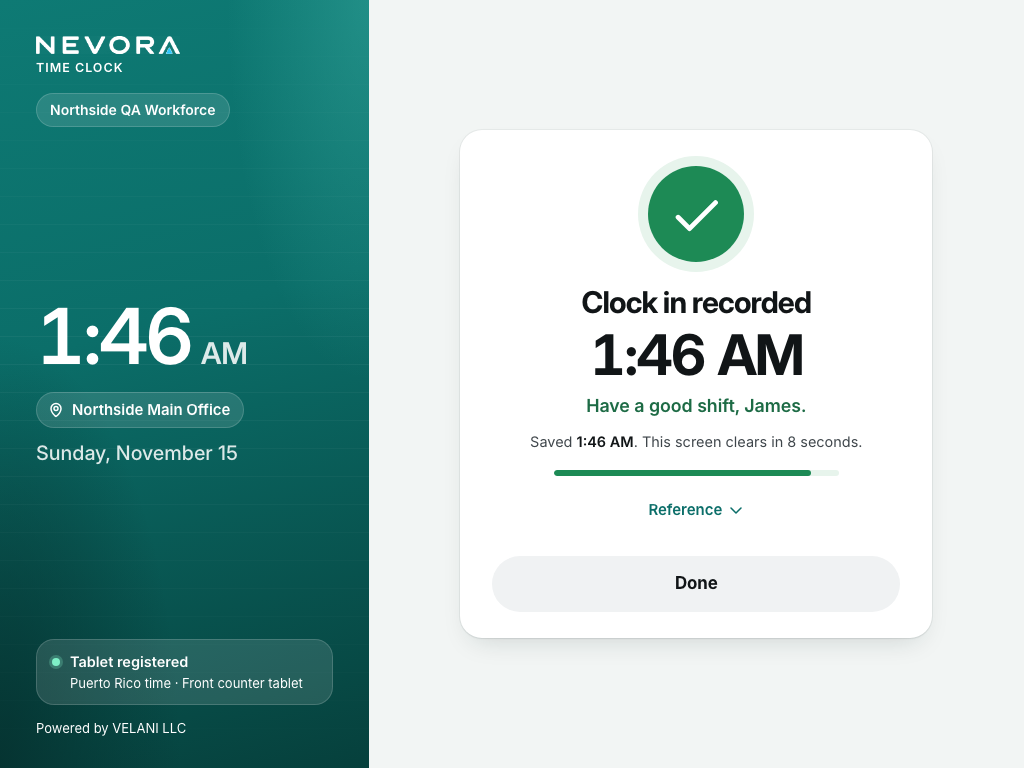 NEVORA
TIME CLOCK
Northside QA Workforce
1:46 AM
Northside Main Office
Sunday, November 15
Tablet registered
Puerto Rico time · Front counter tablet
Powered by VELANI LLC
Clock in recorded
1:46 AM
Have a good shift, James.
Saved 1:46 AM. This screen clears in 8 seconds.
Reference
Done